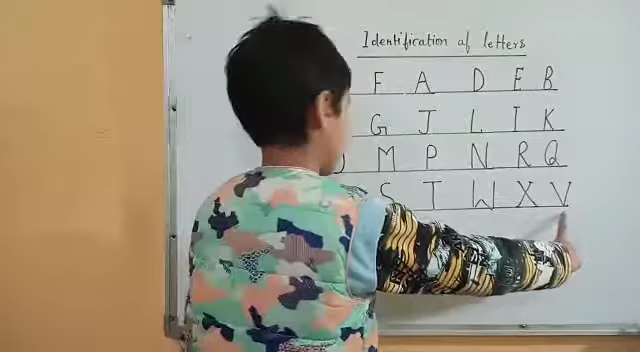 Identification of letters
F A D E B
G J L I K
M P N R Q
S T W X V